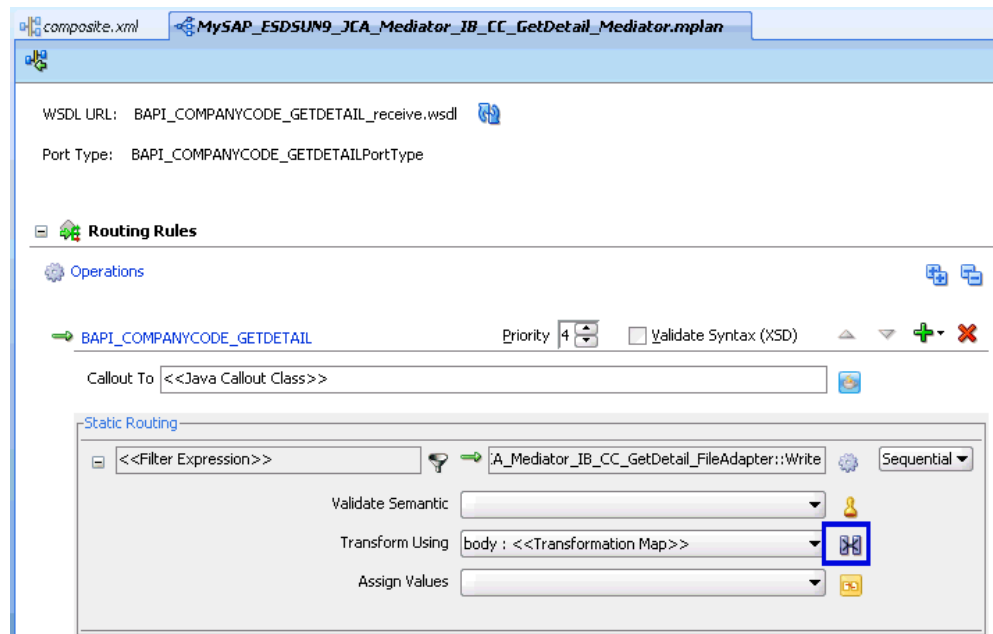 composite.xml MySAP_ESDSUN9_JCA_Mediator_IB_CC_GetDetail_Mediator.mplan
WSDL URL: BAPI_COMPANYCODE_GETDETAIL_receive.wsdl
Port Type: BAPI_COMPANYCODE_GETDETAILPortType
Routing Rules
Operations
BAPI_COMPANYCODE_GETDETAIL Priority 4 Validate Syntax (XSD)
Callout To <<Java Callout Class>>
Static Routing
<<Filter Expression>> CA_Mediator_IB_CC_GetDetail_FileAdapter::Write Sequential
Validate Semantic
Transform Using body : <<Transformation Map>>
Assign Values